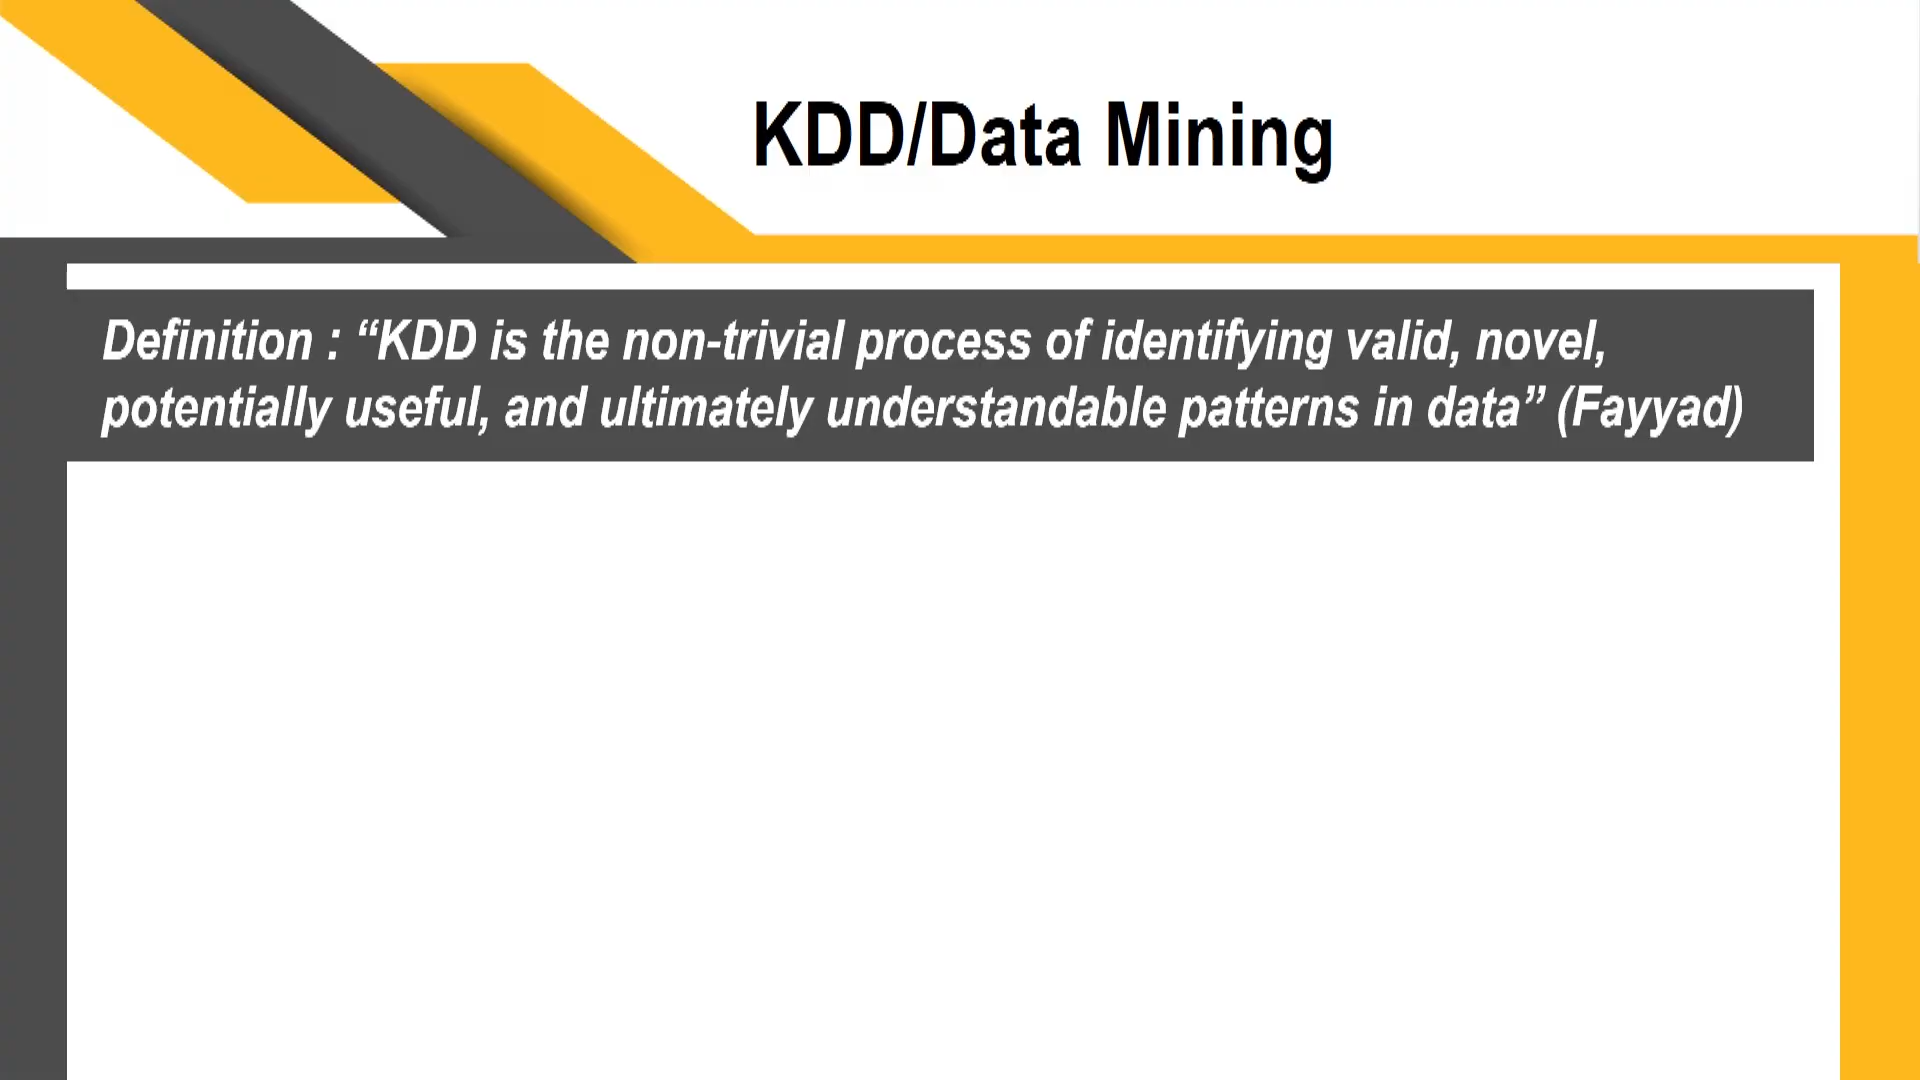 KDD/Data Mining
Definition : “KDD is the non-trivial process of identifying valid, novel,
potentially useful, and ultimately understandable patterns in data” (Fayyad)